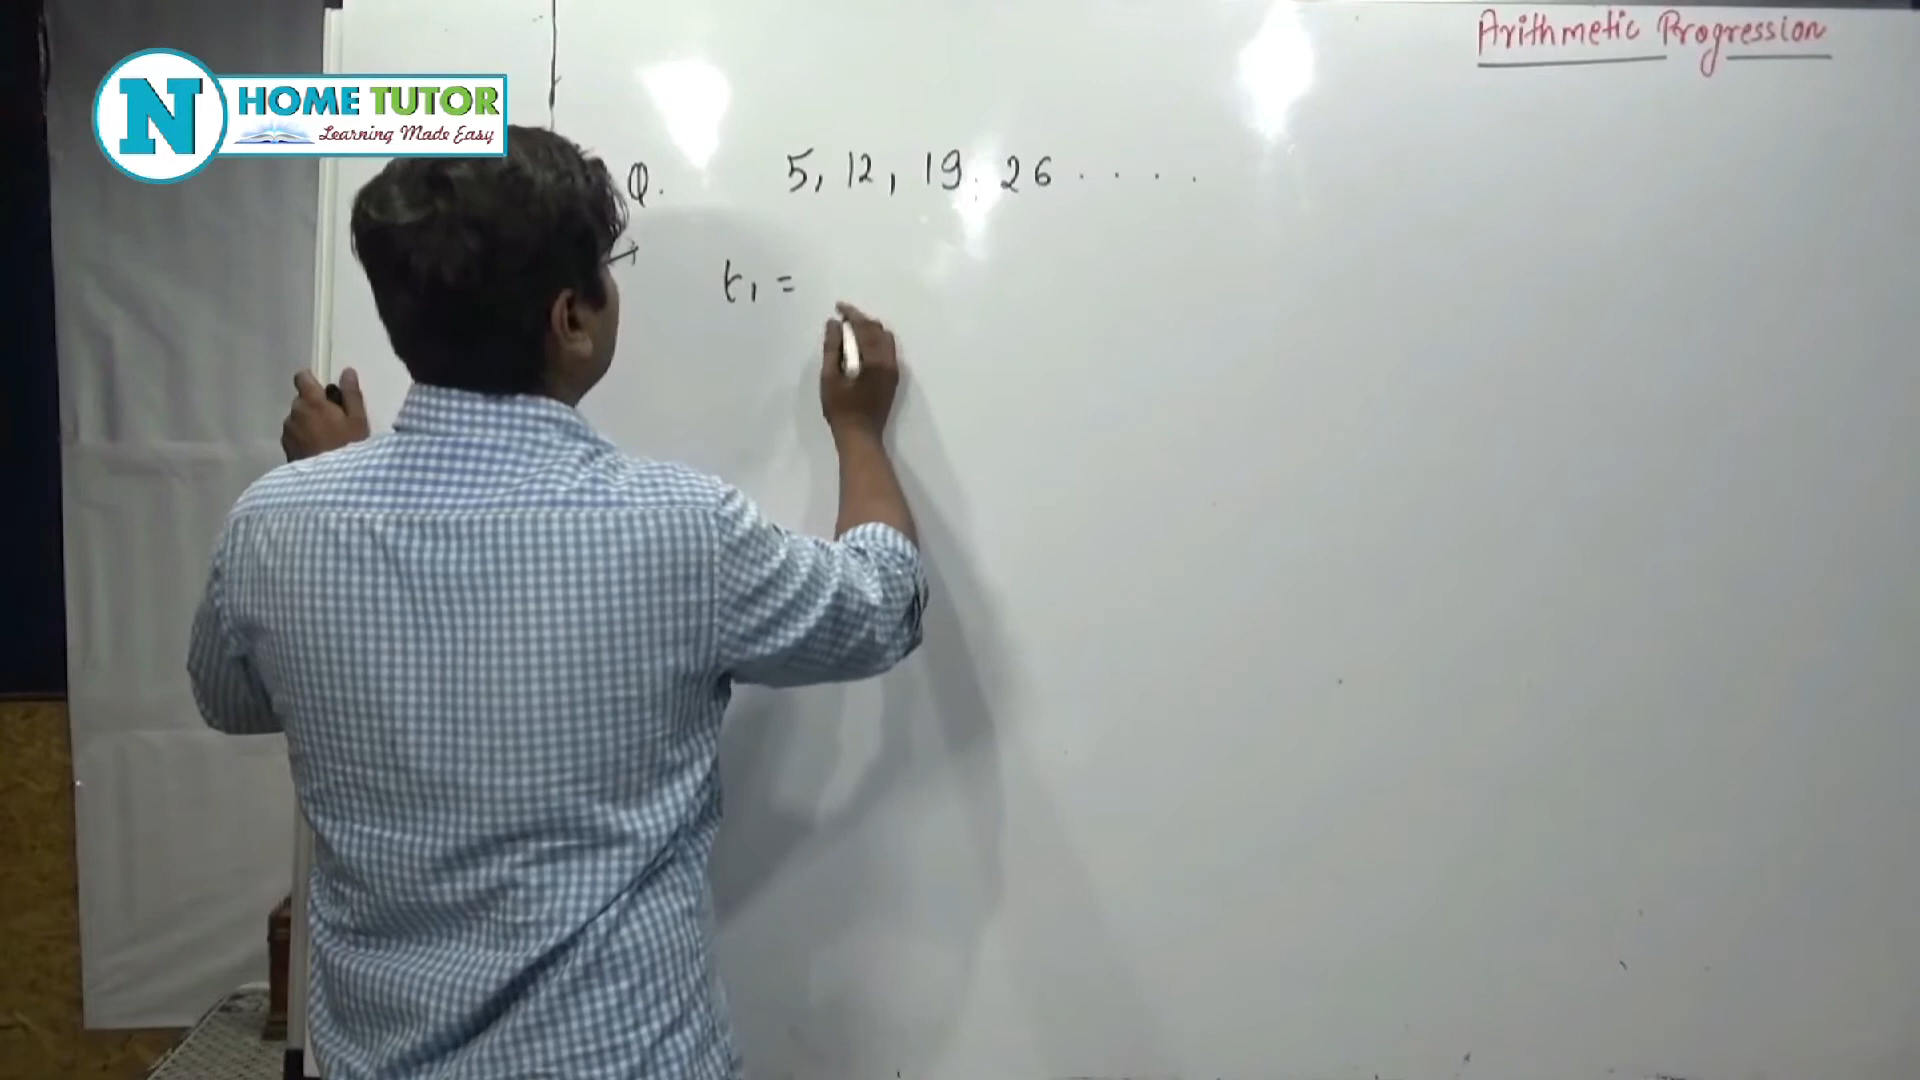 Arithmetic Progression
N HOME TUTOR
Learning Made Easy
Q. 5, 12, 19, 26 . . . .
t₁ =